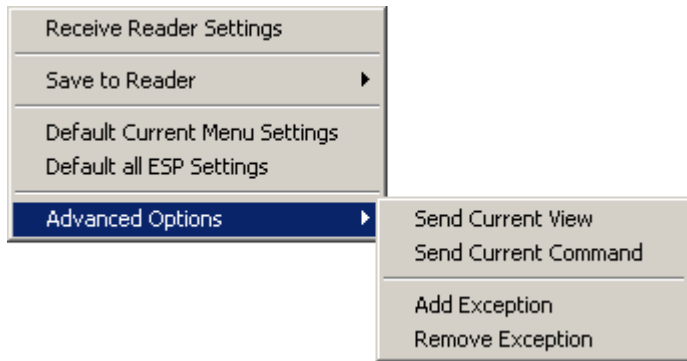 Receive Reader Settings
Save to Reader
Default Current Menu Settings
Default all ESP Settings
Advanced Options
Send Current View
Send Current Command
Add Exception
Remove Exception